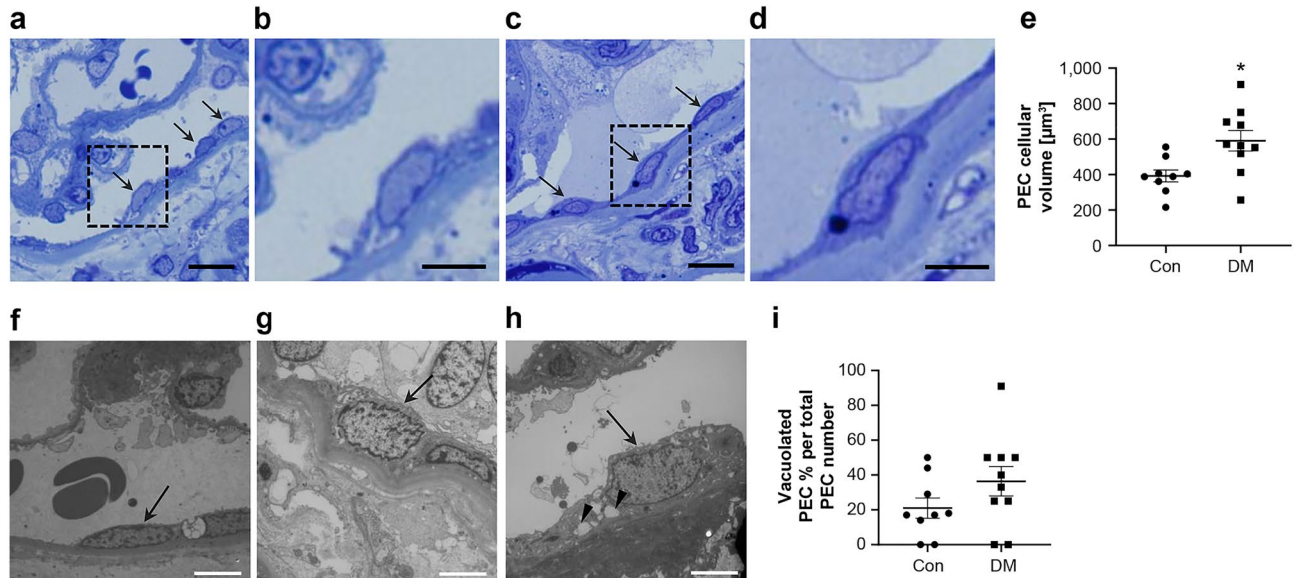 a
b
c
d
e
PEC cellular
volume [µm³]
1,000
800
600
400
200
0
*
Con
DM
f
g
h
i
Vacuolated
PEC % per total
PEC number
100
80
60
40
20
0
Con
DM